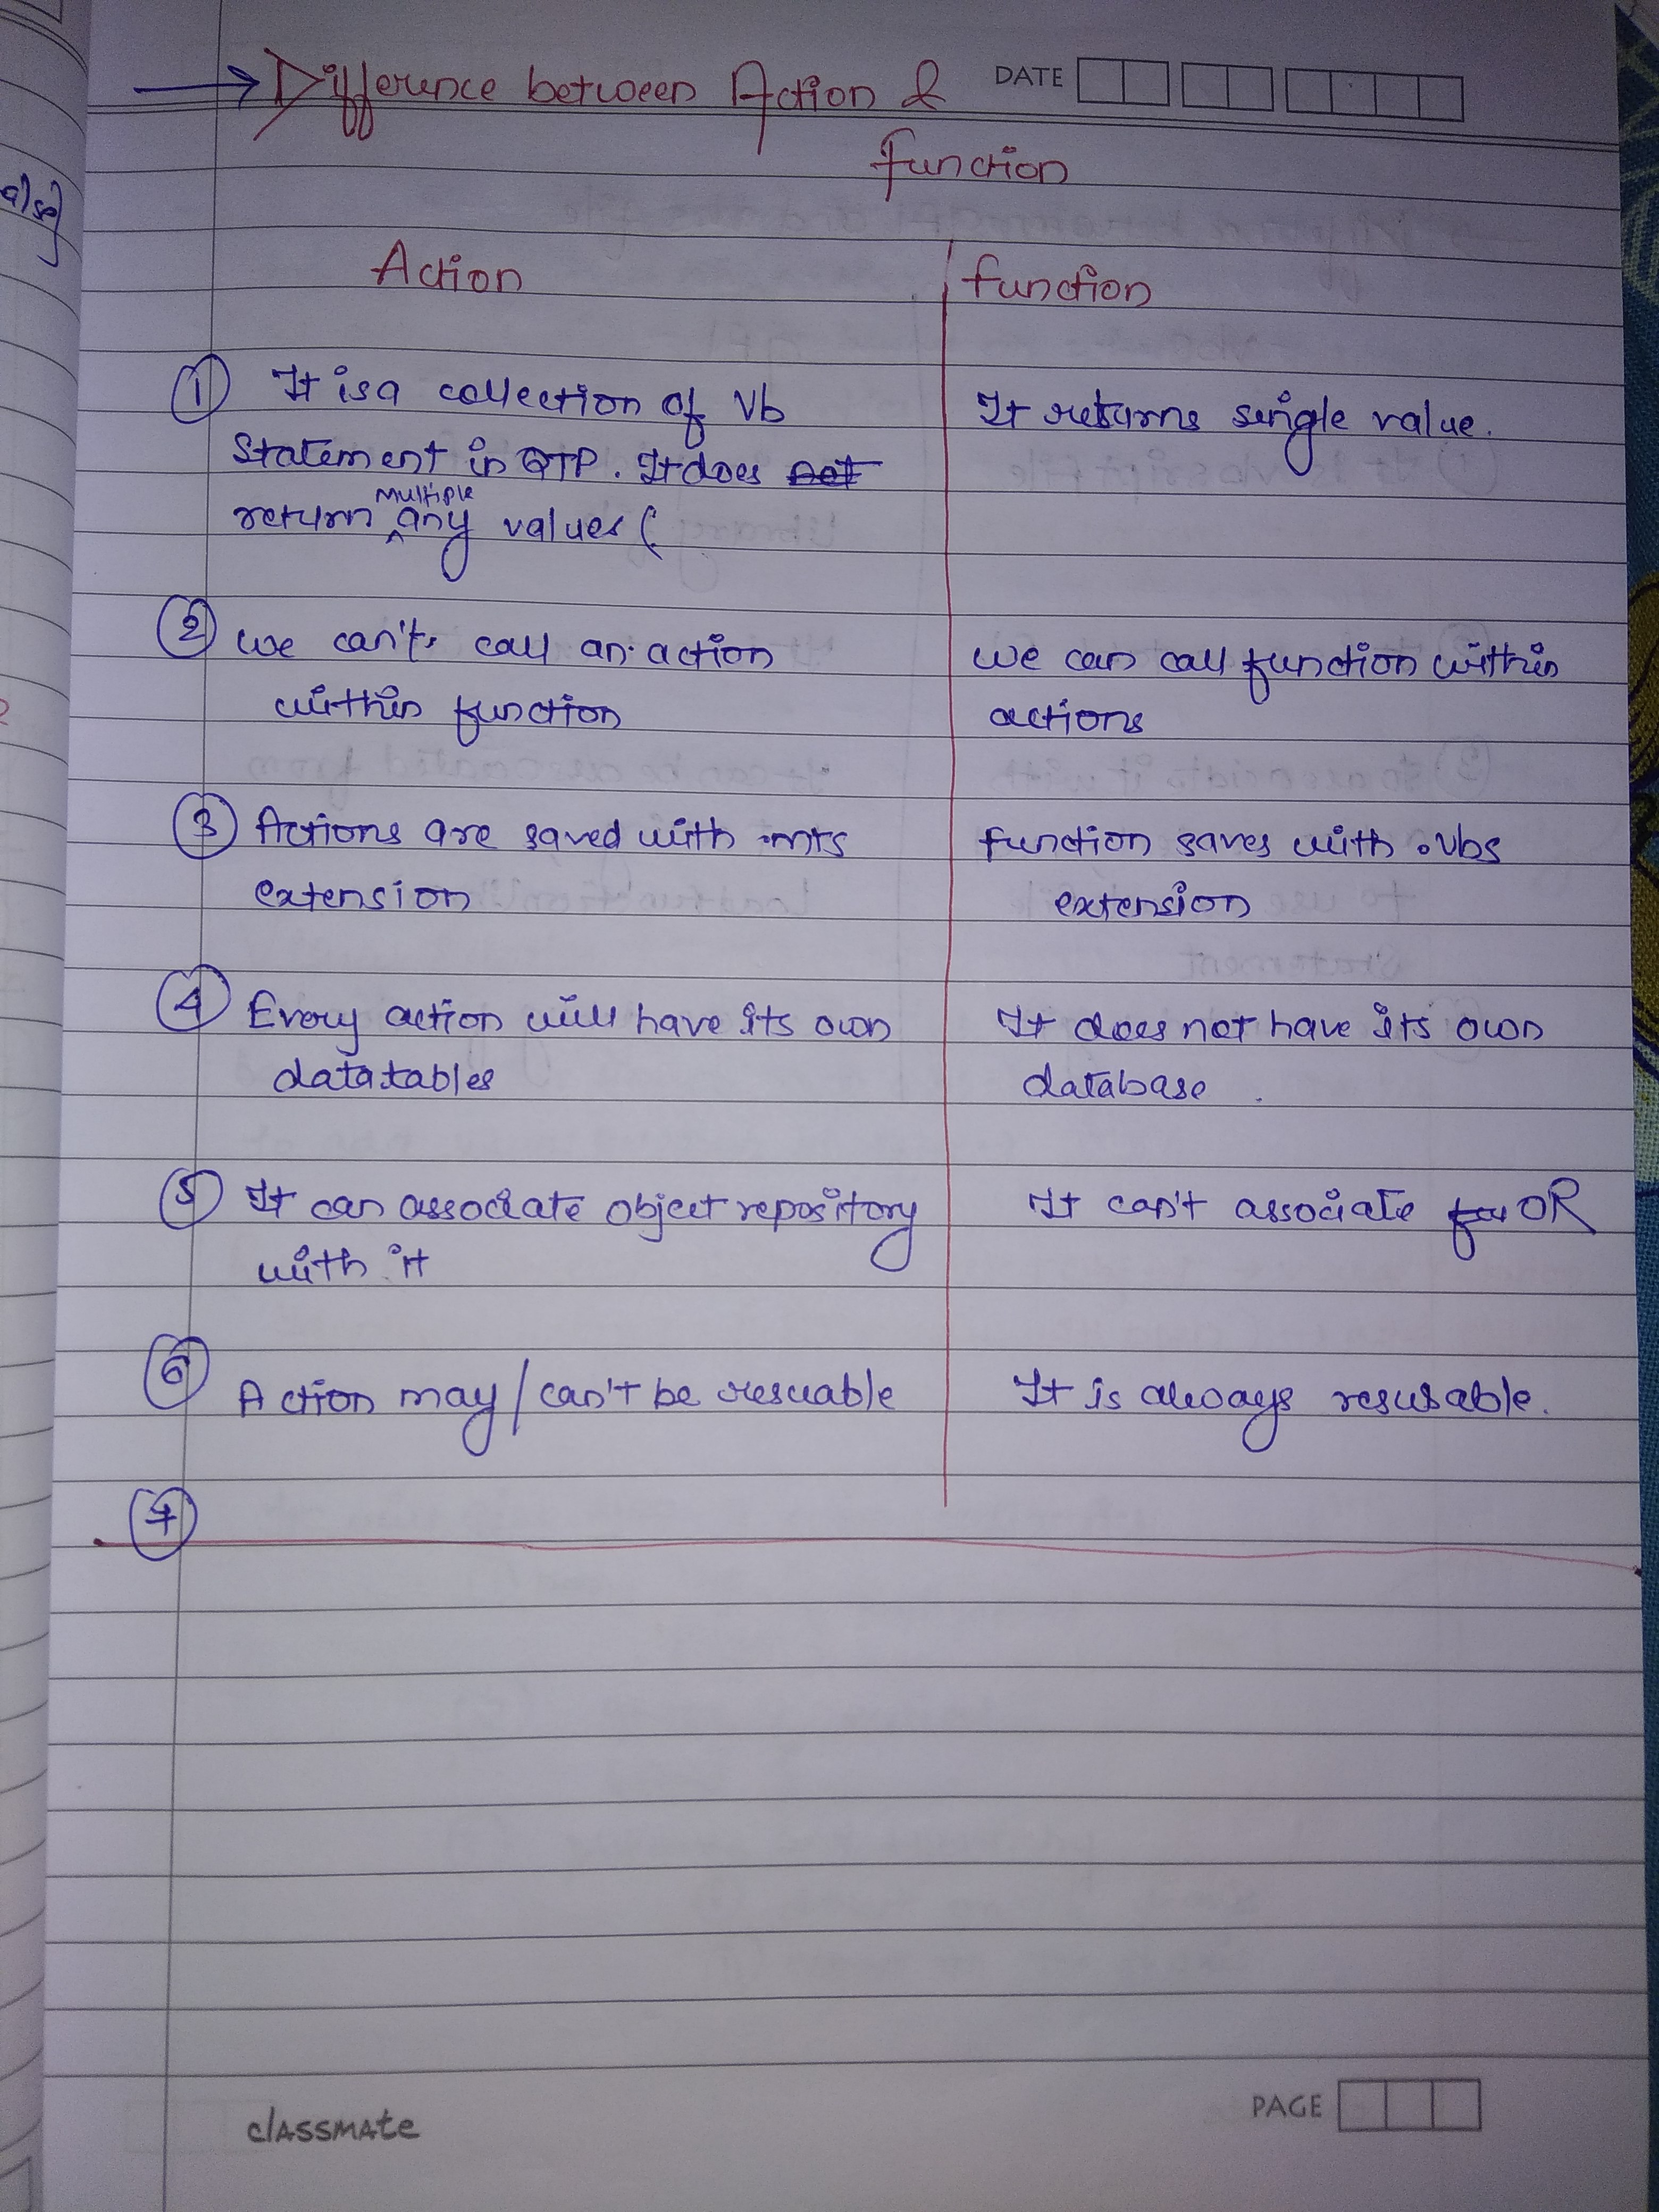 → Difference between Action & DATE
function
Action function
① It is a collection of Vb It returns single value.
Statement in QTP. It does not
multiple
return any values (
② we can't call an action we can call function within
within function actions
③ Actions are saved with .mts function saves with .vbs
extension extension
④ Every action will have its own It does not have its own
datatables database.
⑤ It can associate object repository It can't associate OR
with it
⑥ Action may/can't be resuable It is always resusable.
⑦
classmate PAGE